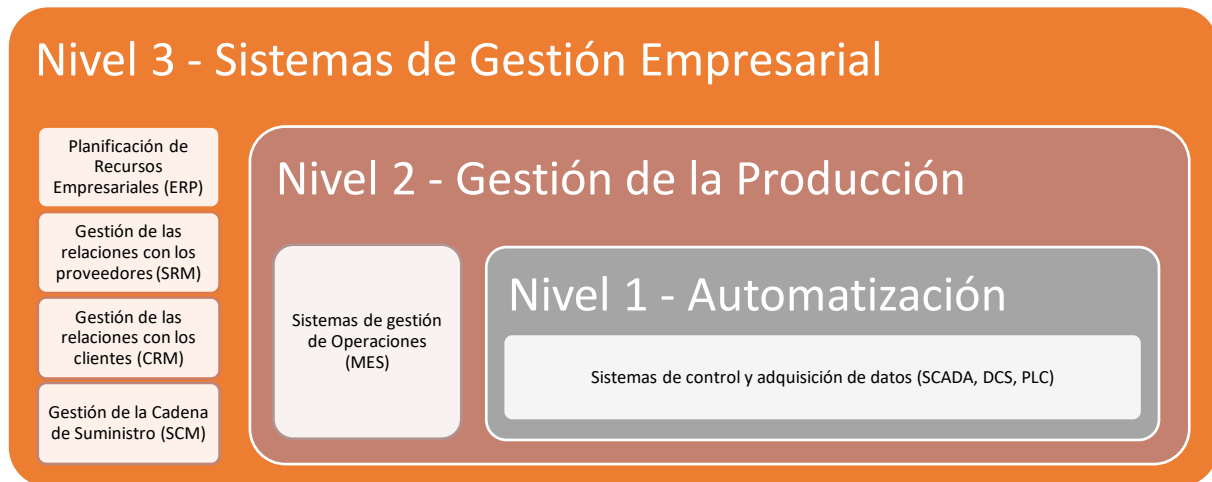 Nivel 3 - Sistemas de Gestión Empresarial
Planificación de
Recursos
Empresariales (ERP)
Gestión de las
relaciones con los
proveedores (SRM)
Gestión de las
relaciones con los
clientes (CRM)
Gestión de la Cadena
de Suministro (SCM)
Nivel 2 - Gestión de la Producción
Sistemas de gestión
de Operaciones
(MES)
Nivel 1 - Automatización
Sistemas de control y adquisición de datos (SCADA, DCS, PLC)